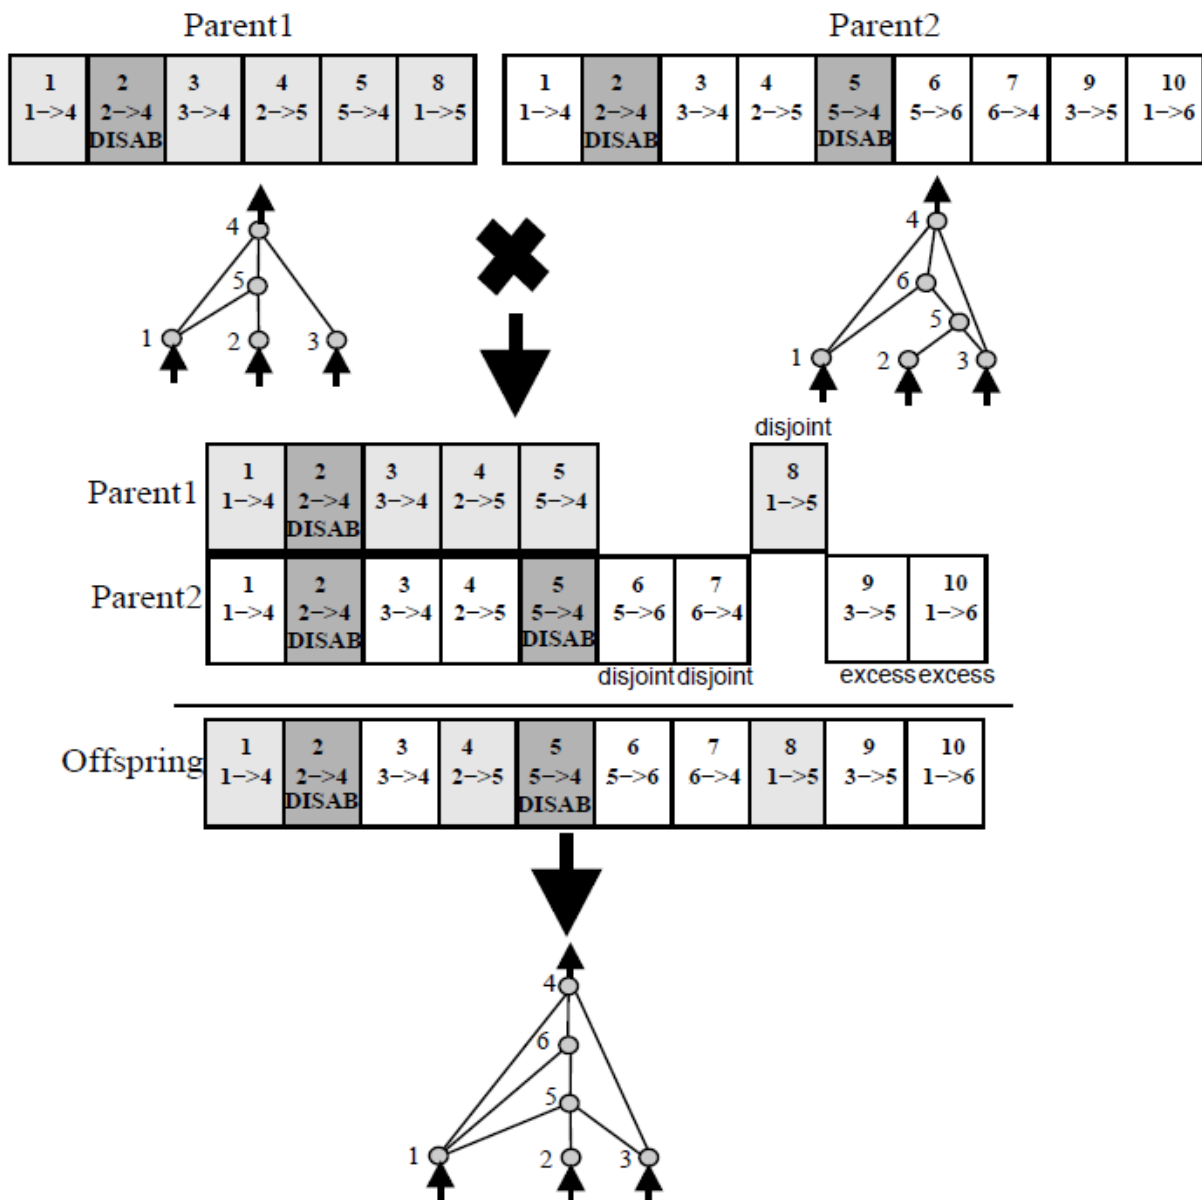 Parent1
Parent2
1 2 3 4 5 8
1−>4 2−>4 3−>4 2−>5 5−>4 1−>5
DISAB
1 2 3 4 5 6 7 9 10
1−>4 2−>4 3−>4 2−>5 5−>4 5−>6 6−>4 3−>5 1−>6
DISAB DISAB
4
5
1 2 3
4
6
5
1 2 3
disjoint
Parent1
1 2 3 4 5 8
1−>4 2−>4 3−>4 2−>5 5−>4 1−>5
DISAB
Parent2
1 2 3 4 5 6 7 9 10
1−>4 2−>4 3−>4 2−>5 5−>4 5−>6 6−>4 3−>5 1−>6
DISAB DISAB
disjoint disjoint excess excess
Offspring
1 2 3 4 5 6 7 8 9 10
1−>4 2−>4 3−>4 2−>5 5−>4 5−>6 6−>4 1−>5 3−>5 1−>6
DISAB DISAB
4
6
5
1 2 3